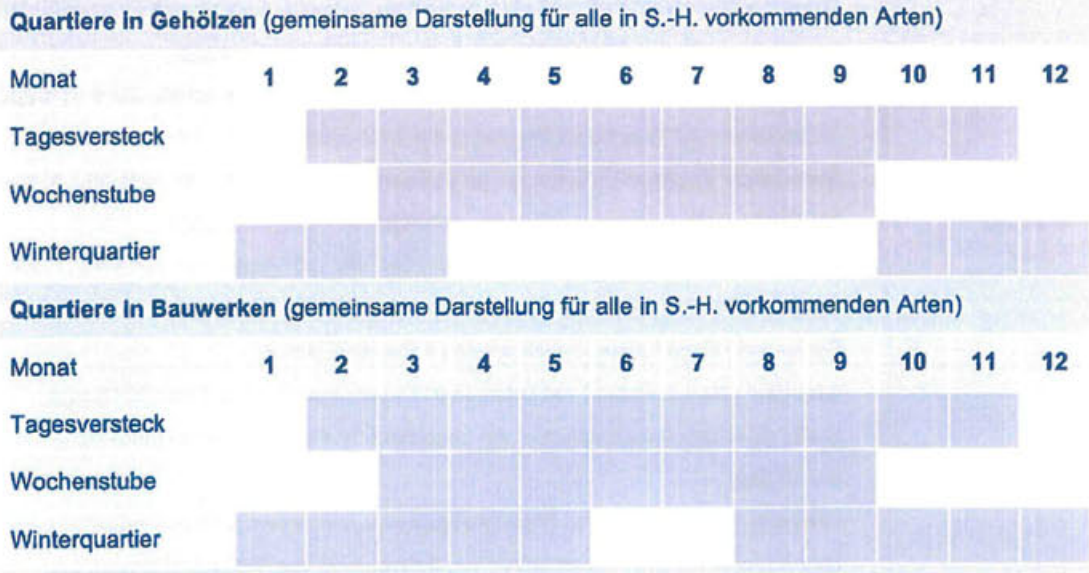 Quartiere in Gehölzen (gemeinsame Darstellung für alle in S.-H. vorkommenden Arten)
Monat 1 2 3 4 5 6 7 8 9 10 11 12
Tagesversteck
Wochenstube
Winterquartier
Quartiere in Bauwerken (gemeinsame Darstellung für alle in S.-H. vorkommenden Arten)
Monat 1 2 3 4 5 6 7 8 9 10 11 12
Tagesversteck
Wochenstube
Winterquartier